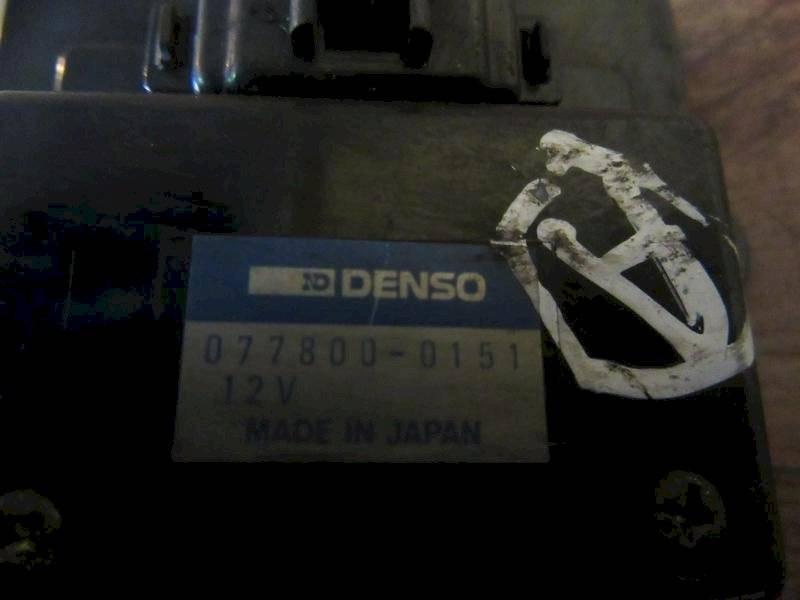 ND DENSO
077800-0151
12V
MADE IN JAPAN